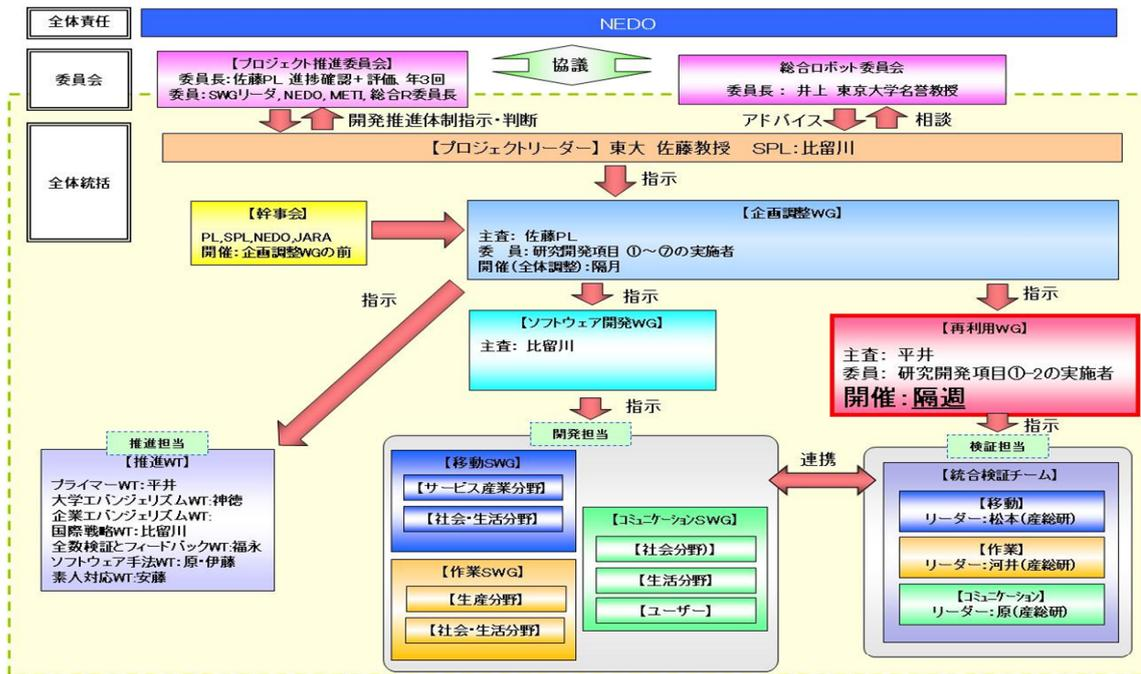 全体責任
NEDO
委員会
【プロジェクト推進委員会】
委員長:佐藤PL 進捗確認+評価、年3回
委員:SWGリーダ,NEDO,METI,総合R委員長
協議
総合ロボット委員会
委員長: 井上 東京大学名誉教授
開発推進体制指示・判断
アドバイス
相談
全体統括
【プロジェクトリーダー】東大 佐藤教授 SPL:比留川
指示
【幹事会】
PL,SPL,NEDO,JARA
開催:企画調整WGの前
【企画調整WG】
主査: 佐藤PL
委 員:研究開発項目 ①~⑦の実施者
開催(全体調整):隔月
指示
指示
指示
【ソフトウェア開発WG】
主査: 比留川
【再利用WG】
主査: 平井
委員: 研究開発項目①-2の実施者
開催:隔週
指示
指示
推進担当
【推進WT】
プライマーWT:平井
大学エバンジェリズムWT:神徳
企業エバンジェリズムWT:
国際戦略WT:比留川
全数検証とフィードバックWT:福永
ソフトウェア手法WT:原・伊藤
素人対応WT:安藤
開発担当
【移動SWG】
【サービス産業分野】
【社会・生活分野】
【作業SWG】
【生産分野】
【社会・生活分野】
【コミュニケーションSWG】
【社会分野)】
【生活分野】
【ユーザー】
連携
検証担当
【統合検証チーム】
【移動】
リーダー:松本(産総研)
【作業】
リーダー:河井(産総研)
【コミュニケーション】
リーダー:原(産総研)